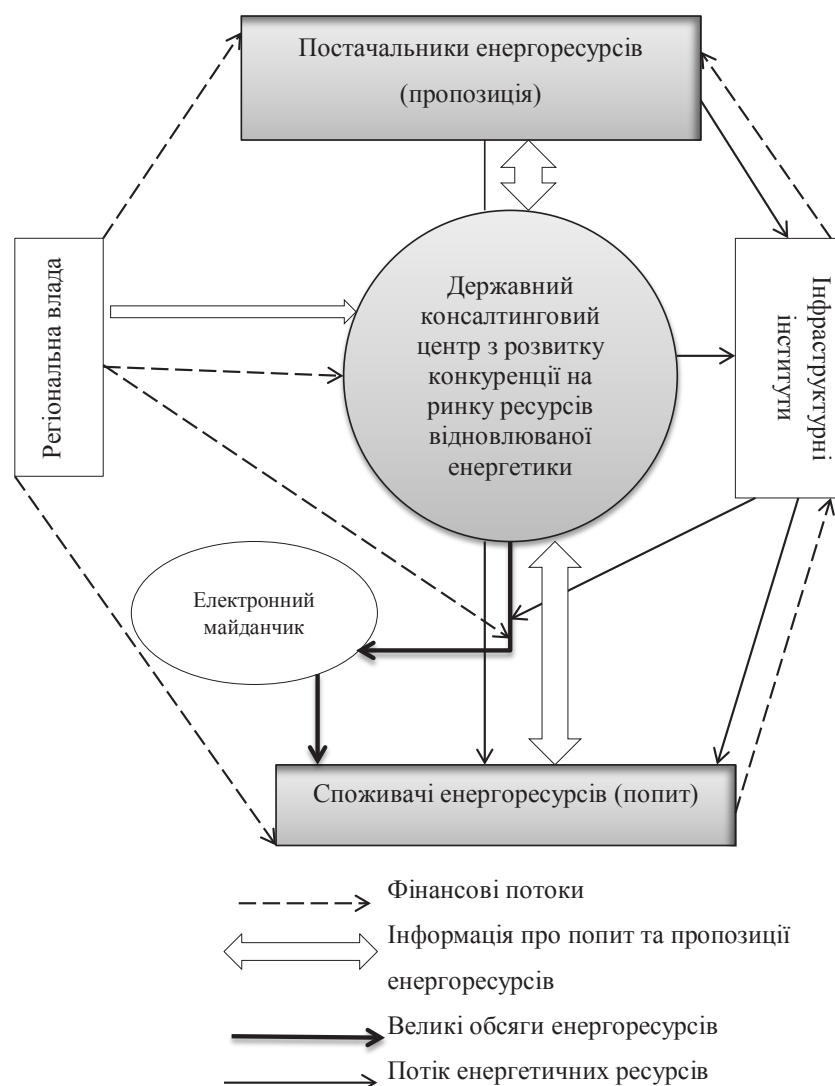 Постачальники енергоресурсів
(пропозиція)
Регіональна влада
Державний
консалтинговий
центр з розвитку
конкуренції на
ринку ресурсів
відновлюваної
енергетики
Інфраструктурні
інститути
Електронний
майданчик
Споживачі енергоресурсів (попит)
Фінансові потоки
Інформація про попит та пропозиції
енергоресурсів
Великі обсяги енергоресурсів
Потік енергетичних ресурсів